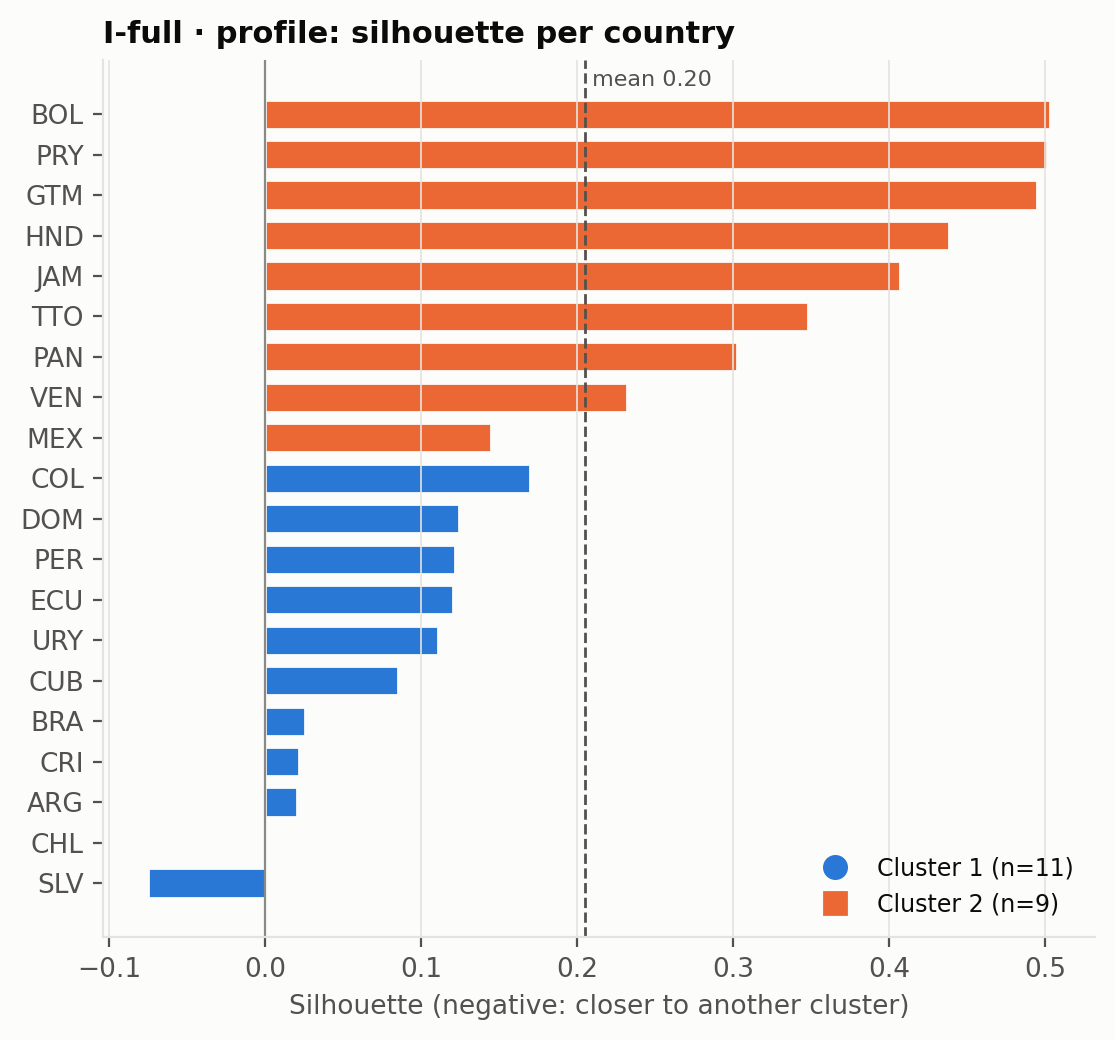 I-full · profile: silhouette per country
mean 0.20
BOL
PRY
GTM
HND
JAM
TTO
PAN
VEN
MEX
COL
DOM
PER
ECU
URY
CUB
BRA
CRI
ARG
CHL
SLV
Cluster 1 (n=11)
Cluster 2 (n=9)
−0.1 0.0 0.1 0.2 0.3 0.4 0.5
Silhouette (negative: closer to another cluster)